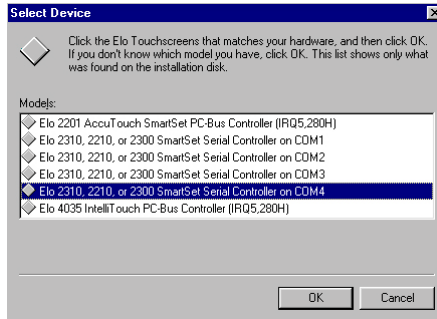 Select Device
Click the Elo Touchscreens that matches your hardware, and then click OK.
If you don't know which model you have, click OK. This list shows only what
was found on the installation disk.
Models:
Elo 2201 AccuTouch SmartSet PC-Bus Controller (IRQ5,280H)
Elo 2310, 2210, or 2300 SmartSet Serial Controller on COM1
Elo 2310, 2210, or 2300 SmartSet Serial Controller on COM2
Elo 2310, 2210, or 2300 SmartSet Serial Controller on COM3
Elo 2310, 2210, or 2300 SmartSet Serial Controller on COM4
Elo 4035 IntelliTouch PC-Bus Controller (IRQ5,280H)
OK Cancel